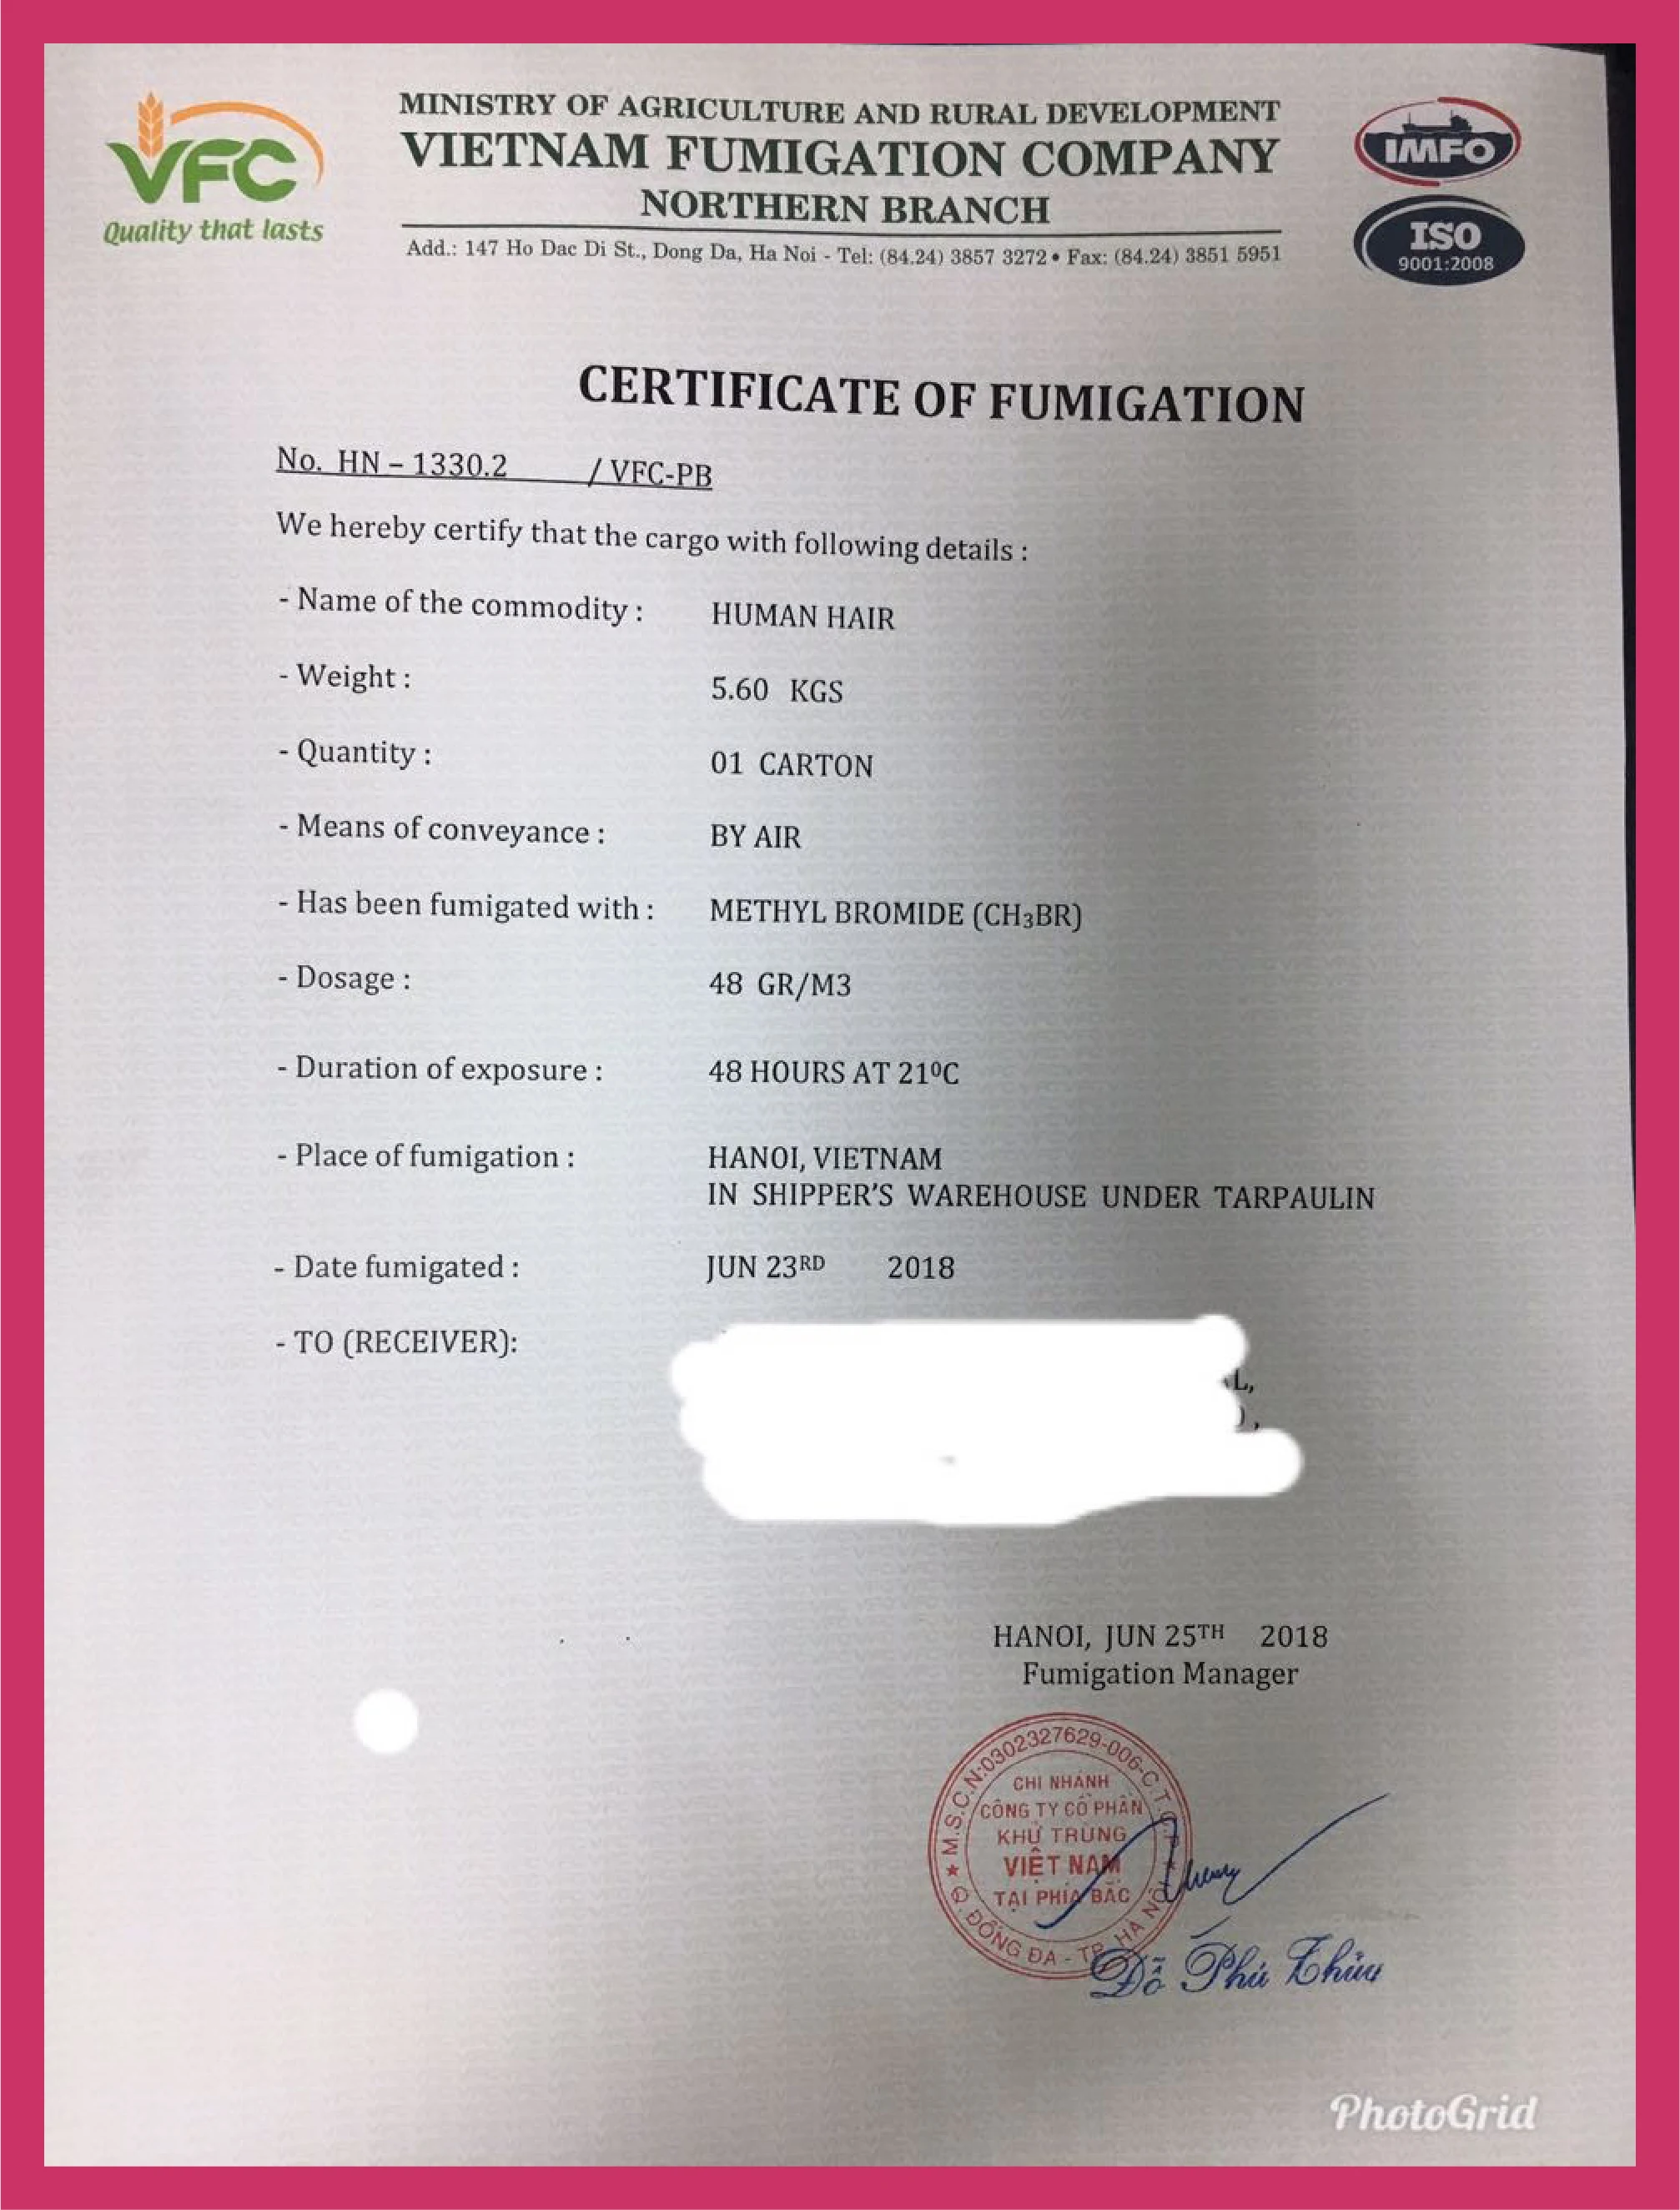 VFC
Quality that lasts
MINISTRY OF AGRICULTURE AND RURAL DEVELOPMENT
VIETNAM FUMIGATION COMPANY
NORTHERN BRANCH
Add.: 147 Ho Dac Di St., Dong Da, Ha Noi - Tel: (84.24) 3857 3272 • Fax: (84.24) 3851 5951
IMFO
ISO
9001:2008
CERTIFICATE OF FUMIGATION
No. HN – 1330.2 / VFC-PB
We hereby certify that the cargo with following details :
- Name of the commodity : HUMAN HAIR
- Weight : 5.60 KGS
- Quantity : 01 CARTON
- Means of conveyance : BY AIR
- Has been fumigated with : METHYL BROMIDE (CH₃BR)
- Dosage : 48 GR/M3
- Duration of exposure : 48 HOURS AT 21⁰C
- Place of fumigation : HANOI, VIETNAM
IN SHIPPER'S WAREHOUSE UNDER TARPAULIN
- Date fumigated : JUN 23RD 2018
- TO (RECEIVER):
L,
HANOI, JUN 25TH 2018
Fumigation Manager
M.S.C.N:0302327629-006-C.T.C.P
CHI NHÁNH
CÔNG TY CỔ PHẦN
KHỬ TRÙNG
VIỆT NAM
TẠI PHÍA BẮC
Q. ĐỐNG ĐA - TP. HÀ NỘI
Đỗ Phú
PhotoGrid